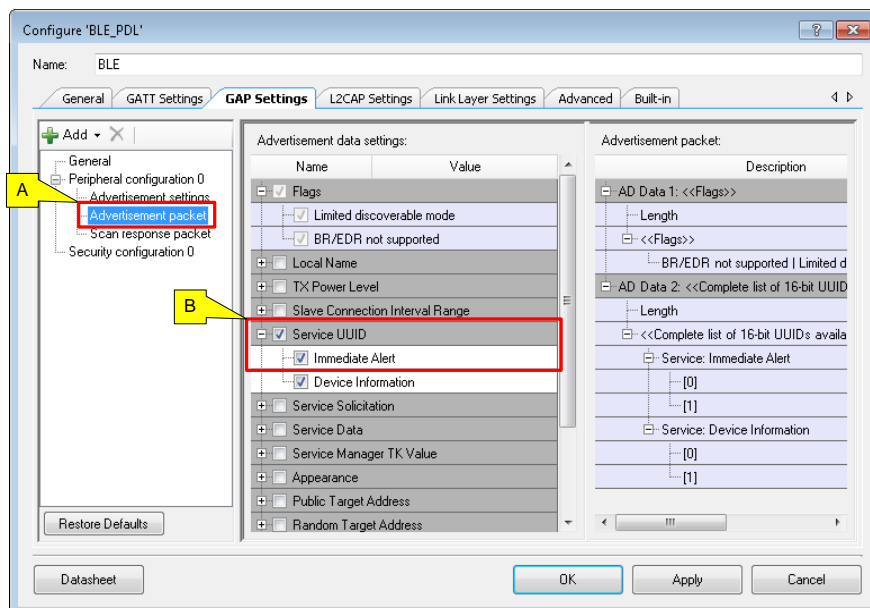 Configure 'BLE_PDL'
Name: BLE
General GATT Settings GAP Settings L2CAP Settings Link Layer Settings Advanced Built-in
Add
General
Peripheral configuration 0
Advertisement settings
Advertisement packet
Scan response packet
Security configuration 0
Restore Defaults
A
B
Advertisement data settings:
Name Value
Flags
Limited discoverable mode
BR/EDR not supported
Local Name
TX Power Level
Slave Connection Interval Range
Service UUID
Immediate Alert
Device Information
Service Solicitation
Service Data
Service Manager TK Value
Appearance
Public Target Address
Random Target Address
Advertisement packet:
Description
AD Data 1: <<Flags>>
Length
<<Flags>>
BR/EDR not supported | Limited d
AD Data 2: <<Complete list of 16-bit UUID
Length
<<Complete list of 16-bit UUIDs availa
Service: Immediate Alert
[0]
[1]
Service: Device Information
[0]
[1]
Datasheet OK Apply Cancel